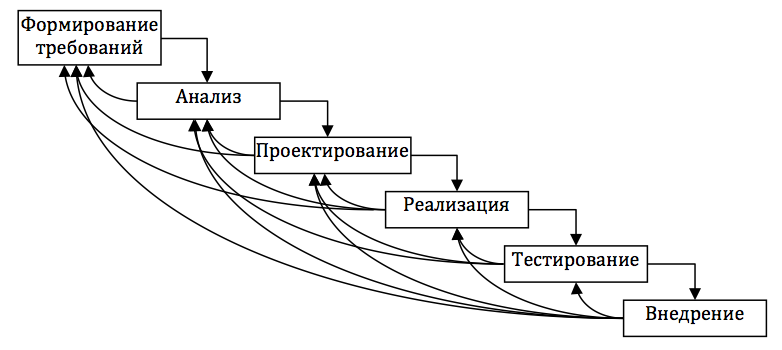 Формирование
требований
Анализ
Проектирование
Реализация
Тестирование
Внедрение